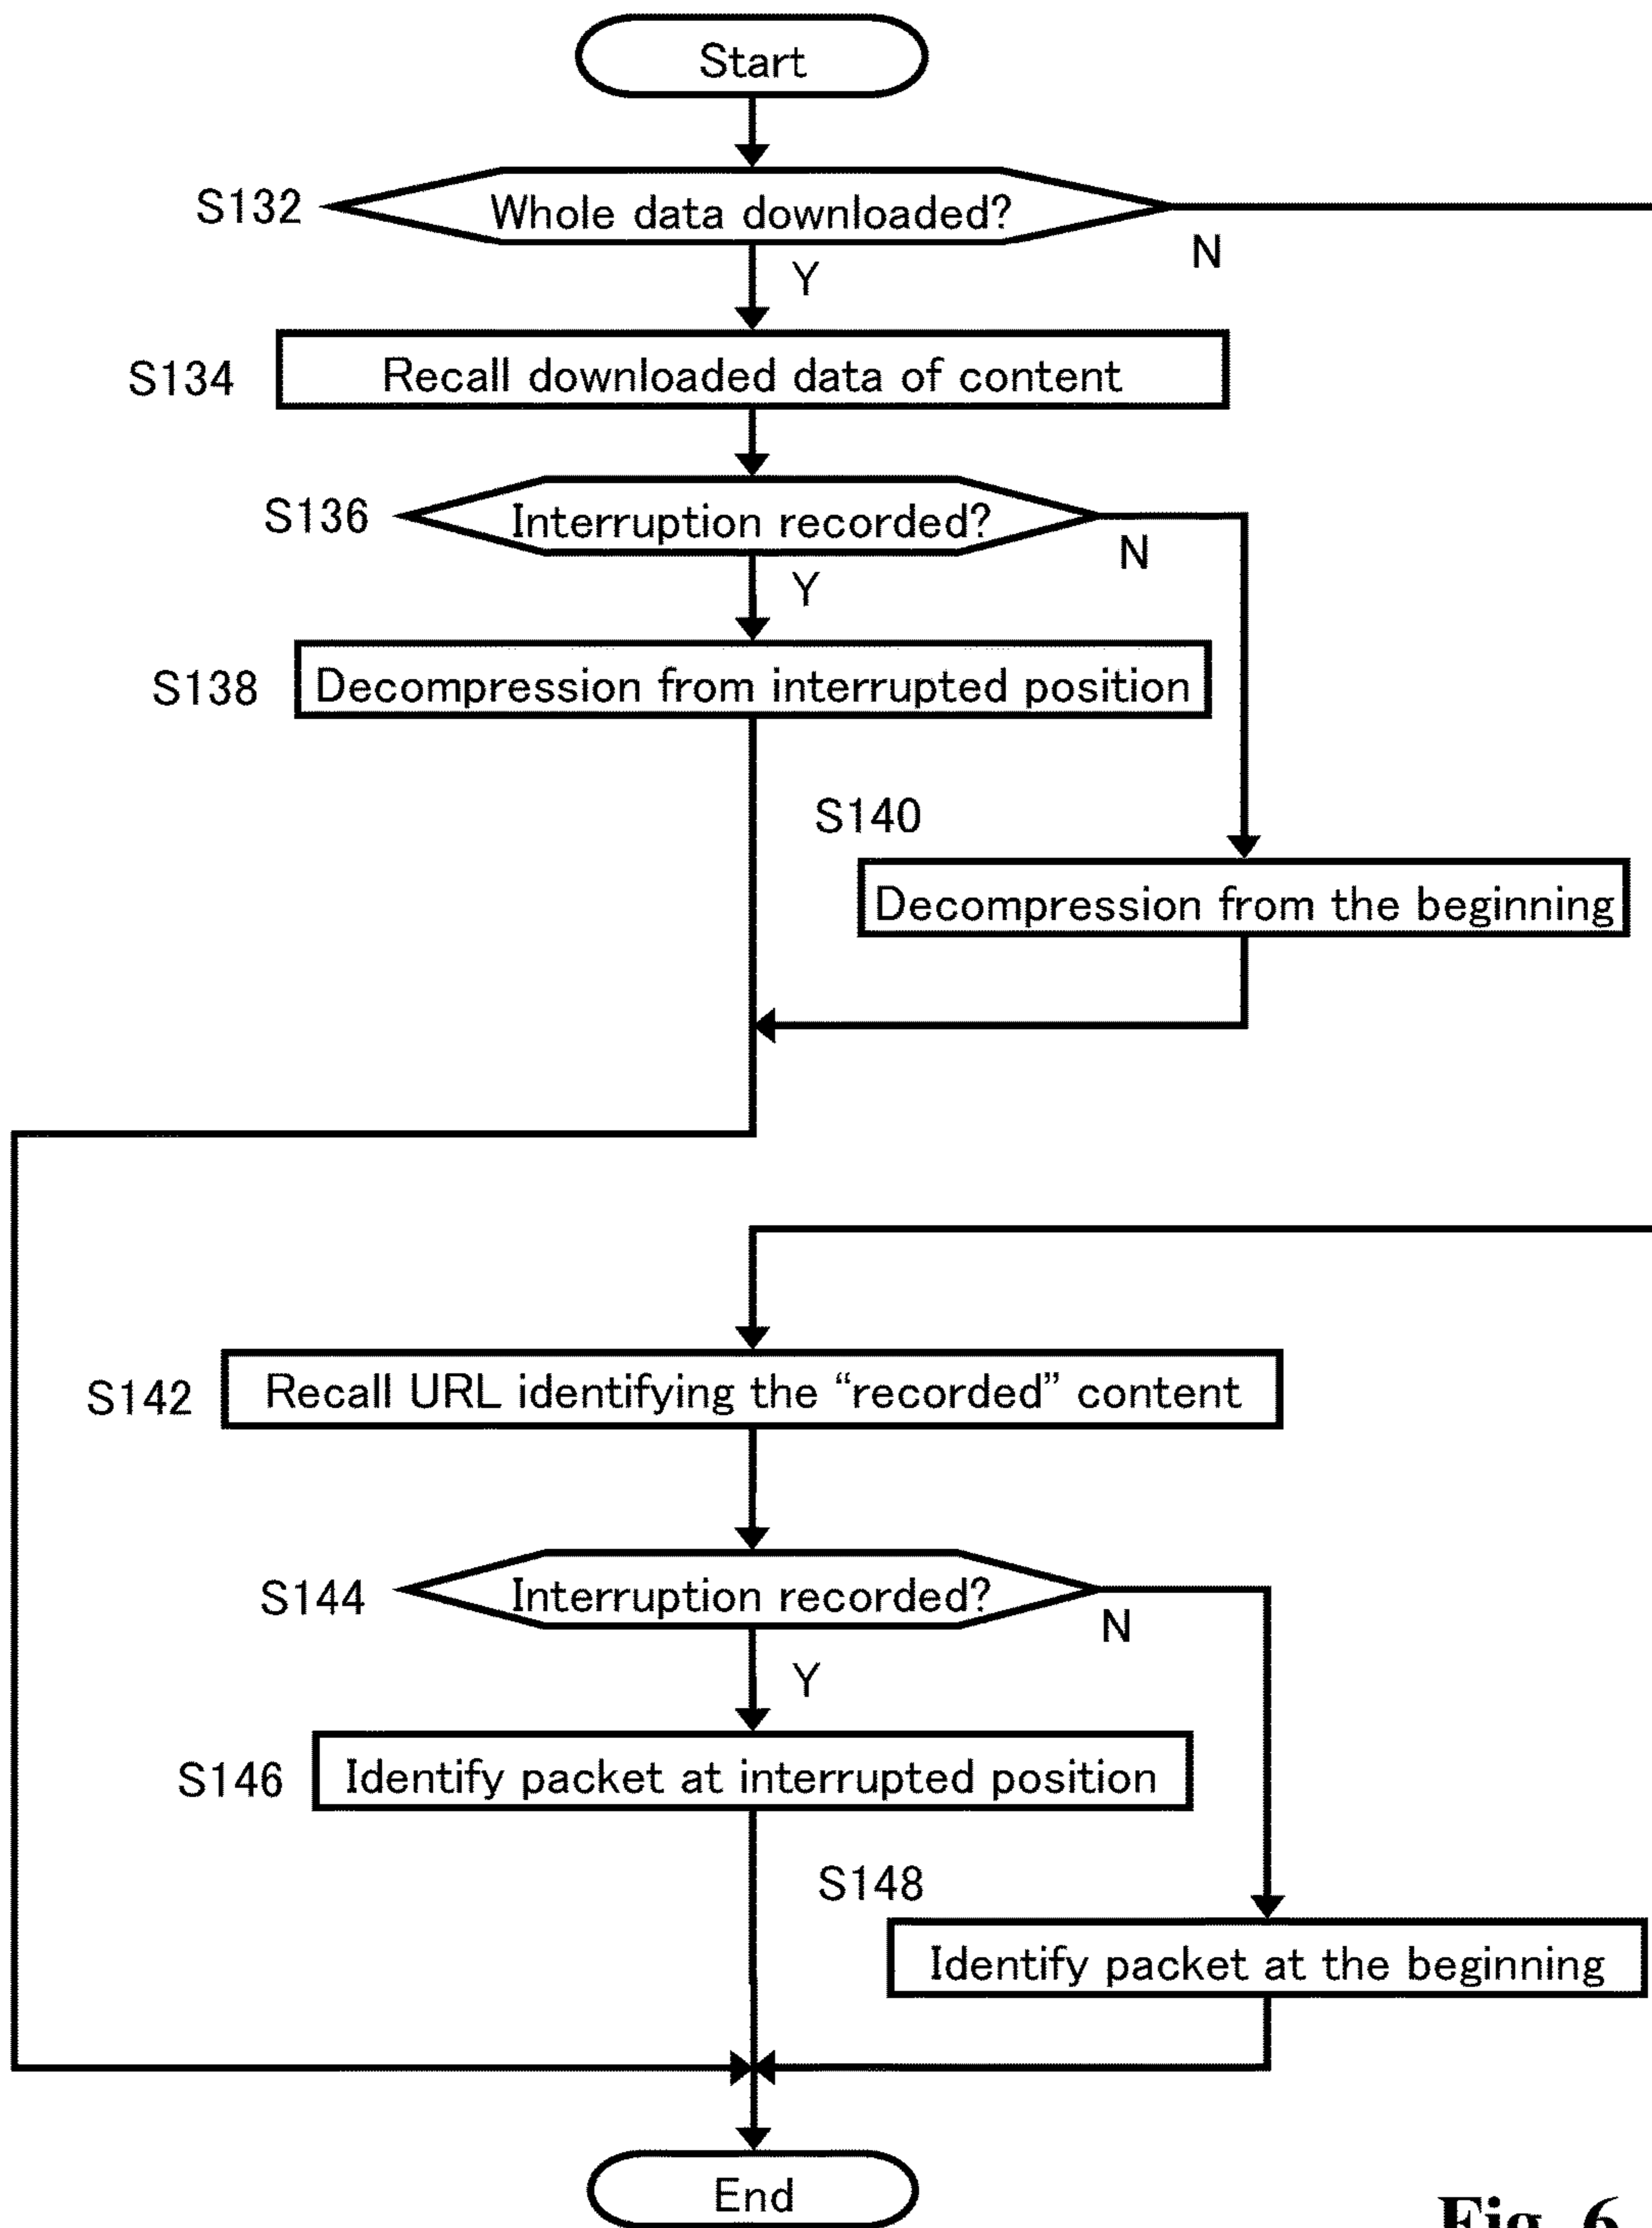 Start
S132
Whole data downloaded?
N
Y
S134
Recall downloaded data of content
S136
Interruption recorded?
N
Y
S138
Decompression from interrupted position
S140
Decompression from the beginning
S142
Recall URL identifying the “recorded” content
S144
Interruption recorded?
N
Y
S146
Identify packet at interrupted position
S148
Identify packet at the beginning
End
Fig. 6